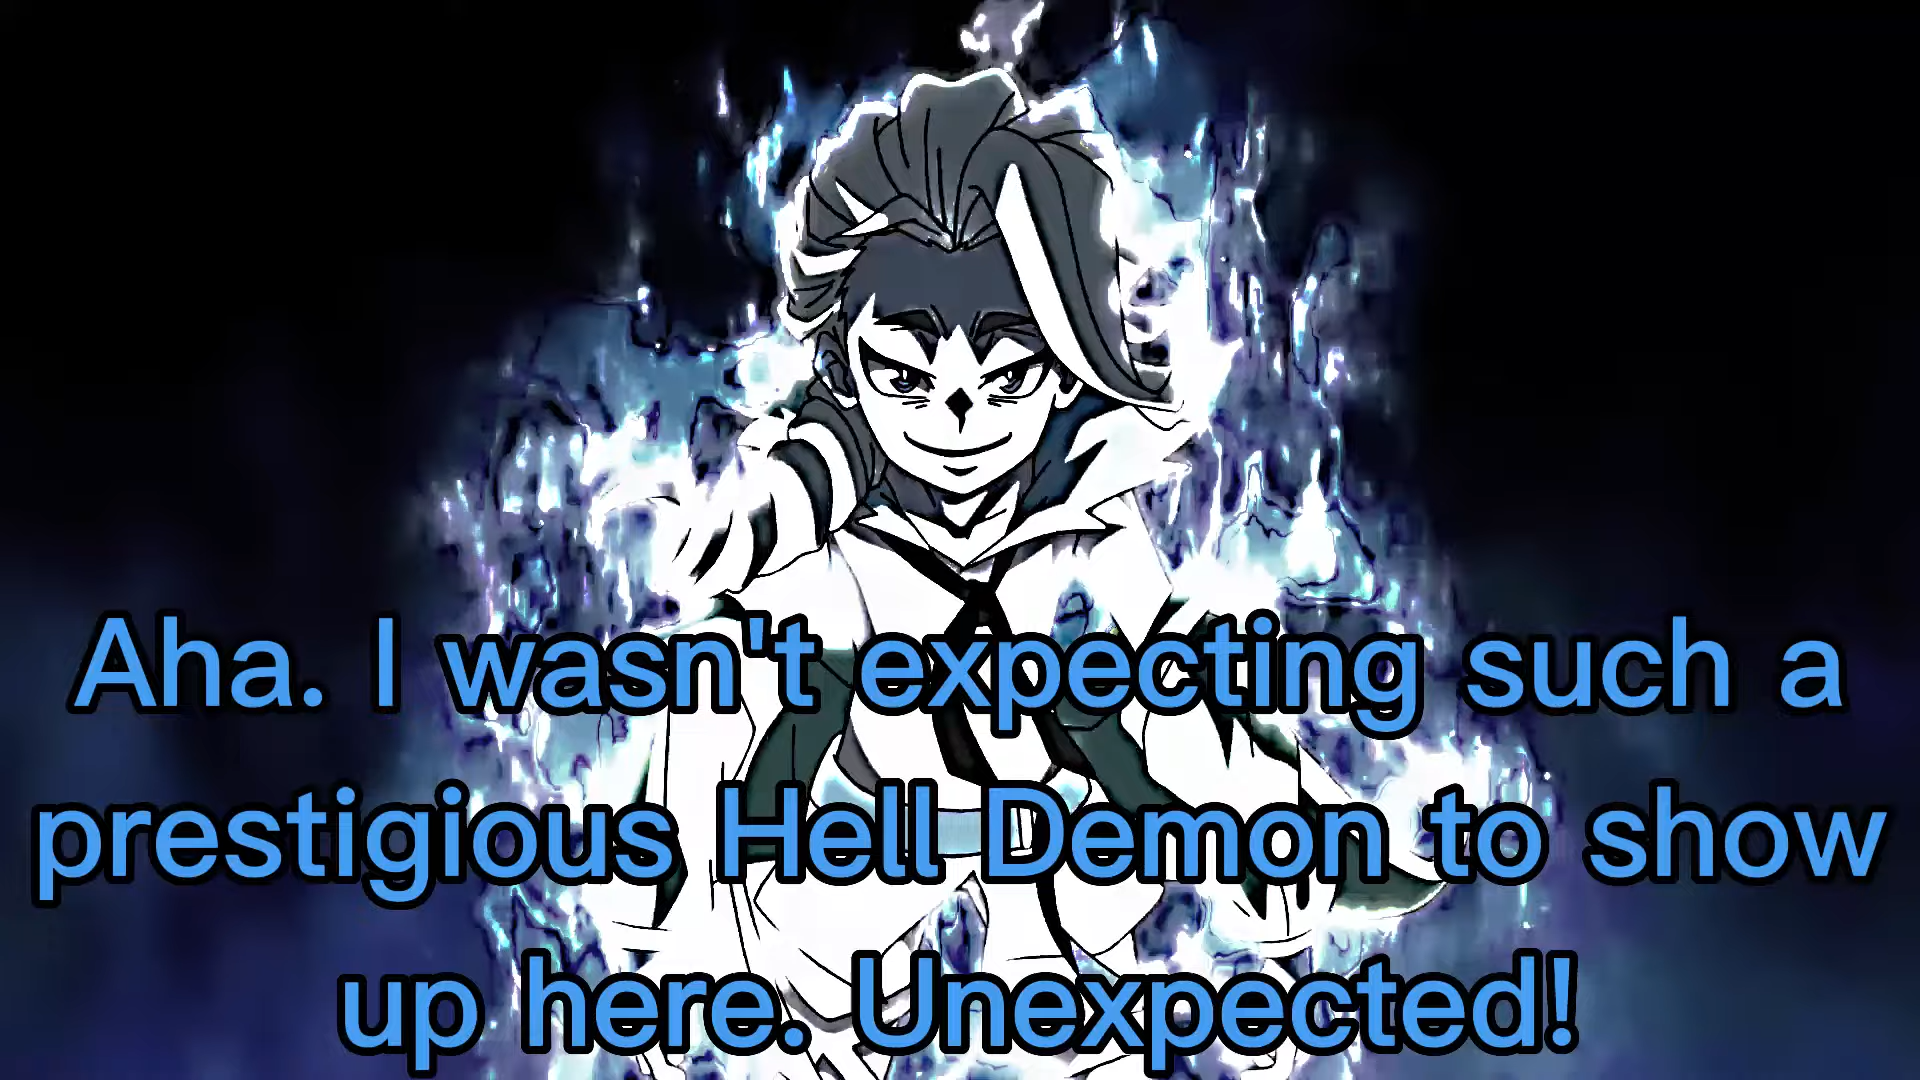 Aha. I wasn't expecting such a
prestigious Hell Demon to show
up here. Unexpected!